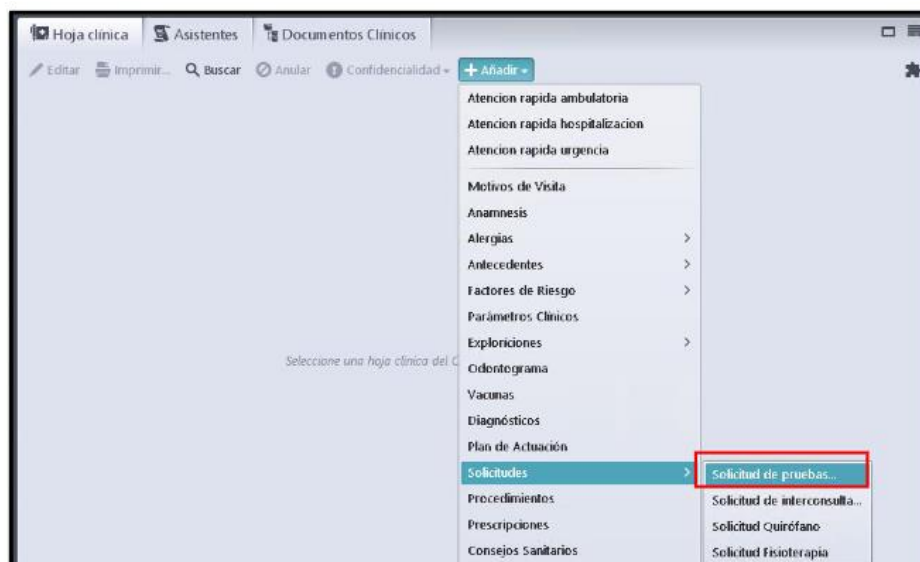 Hoja clínica Asistentes Documentos Clínicos
Editar Imprimir... Buscar Anular Confidencialidad Añadir
Atencion rapida ambulatoria
Atencion rapida hospitalizacion
Atencion rapida urgencia
Motivos de Visita
Anamnesis
Alergias
Antecedentes
Factores de Riesgo
Parámetros Clínicos
Exploriciones
Seleccione una hoja clínica del C
Odontograma
Vacunas
Diagnósticos
Plan de Actuación
Solicitudes Solicitud de pruebas...
Procedimientos Solicitud de interconsulta...
Prescripciones Solicitud Quirófano
Consejos Sanitarios Solicitud Fisioterapia